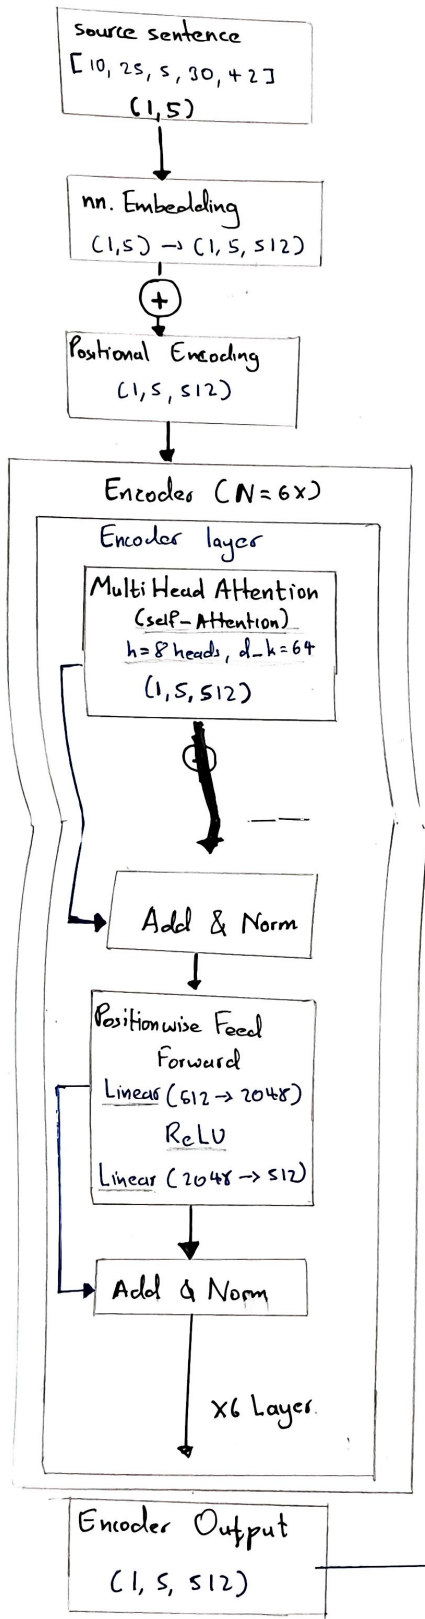 source sentence
[10, 25, 5, 30, 42]
(1,5)
nn. Embedding
(1,5) → (1, 5, 512)
+
Positional Encoding
(1, 5, 512)
Encoder (N=6x)
Encoder layer
Multi Head Attention
(self-Attention)
h=8 heads, d_k=64
(1, 5, 512)
Add & Norm
Positionwise Feed
Forward
Linear (512 → 2048)
ReLU
Linear (2048 → 512)
Add & Norm
x6 Layer.
Encoder Output
(1, 5, 512)